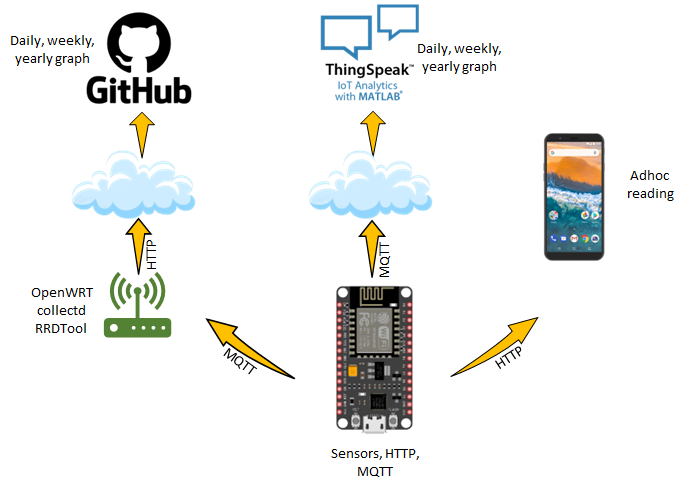 Daily, weekly,
yearly graph
GitHub
ThingSpeak™
IoT Analytics
with MATLAB®
Daily, weekly,
yearly graph
Adhoc
reading
HTTP
MQTT
OpenWRT
collectd
RRDTool
MQTT
HTTP
Sensors, HTTP,
MQTT